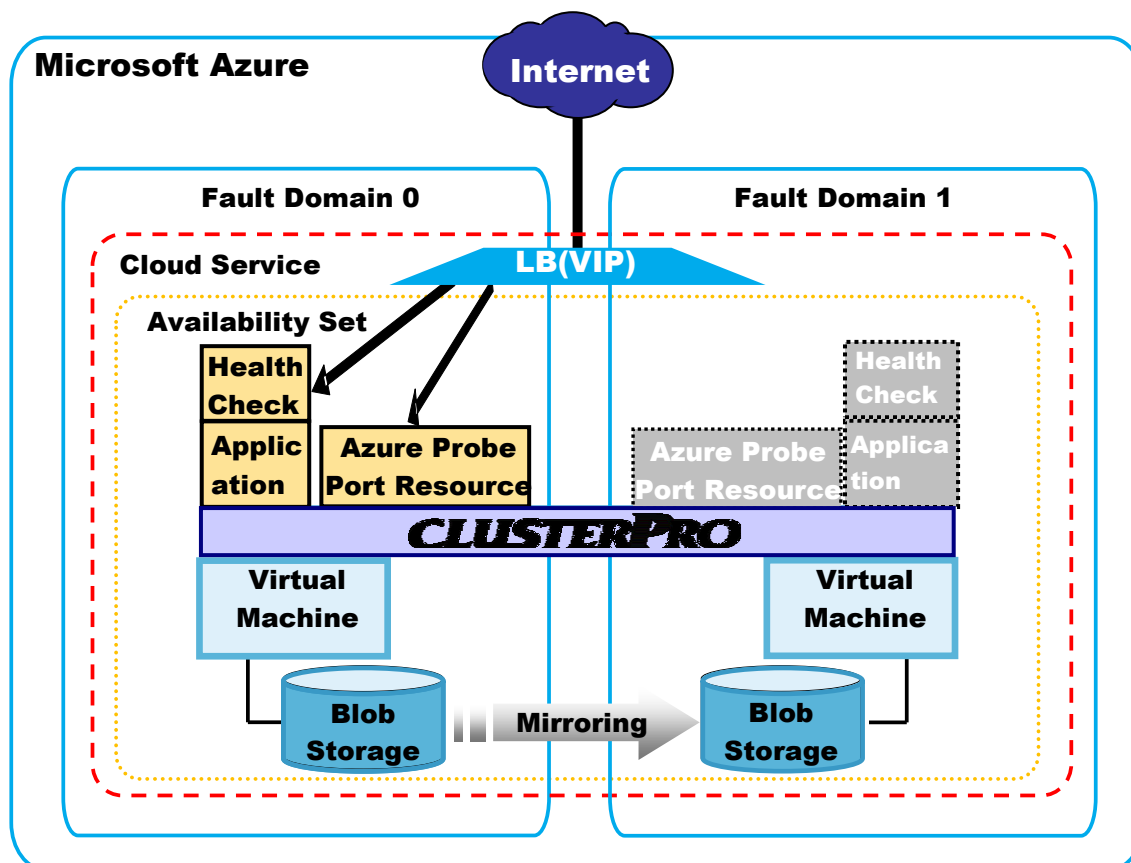 Internet
Microsoft Azure
Fault Domain 0
Fault Domain 1
LB(VIP)
Cloud Service
Availability Set
Health
Check
Applic
ation
Azure Probe
Port Resource
Health
Check
Applica
tion
Azure Probe
Port Resource
CLUSTERPRO
Virtual
Machine
Virtual
Machine
Blob
Storage
Mirroring
Blob
Storage